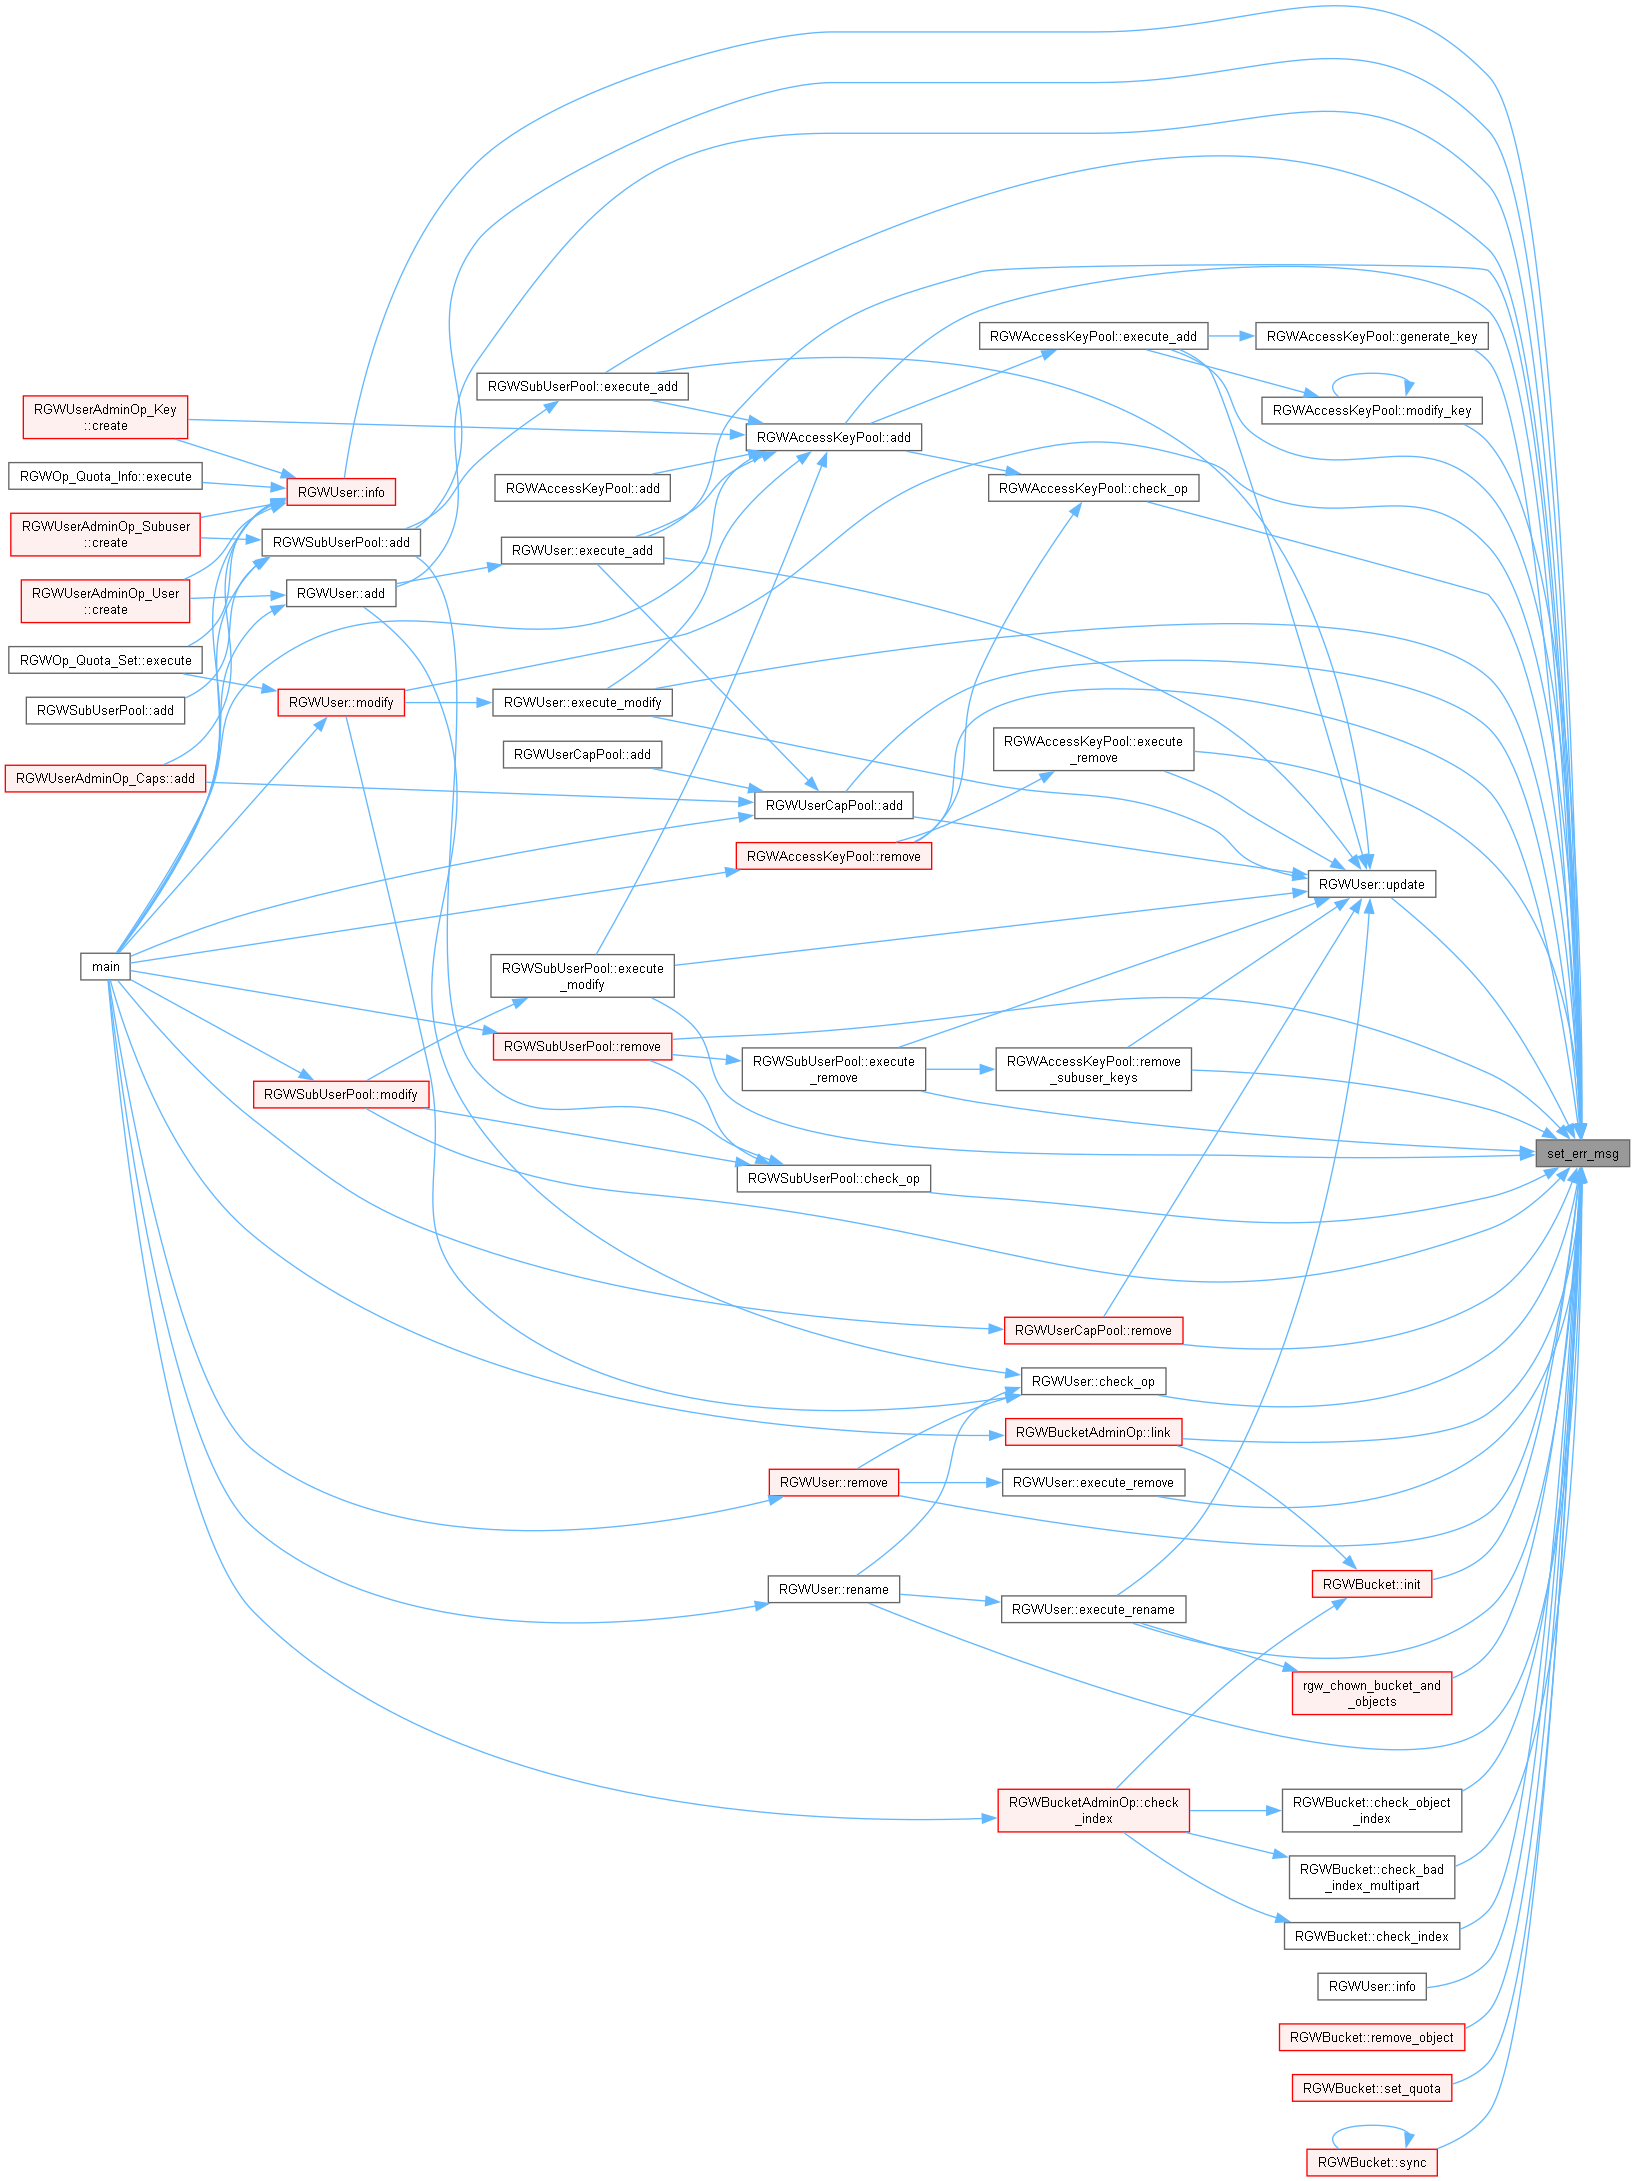 RGWAccessKeyPool::execute_add
RGWAccessKeyPool::generate_key
RGWSubUserPool::execute_add
RGWUserAdminOp_Key
::create
RGWAccessKeyPool::modify_key
RGWAccessKeyPool::add
RGWOp_Quota_Info::execute
RGWUser::info
RGWAccessKeyPool::add
RGWAccessKeyPool::check_op
RGWUserAdminOp_Subuser
::create
RGWSubUserPool::add
RGWUser::execute_add
RGWUserAdminOp_User
::create
RGWUser::add
RGWOp_Quota_Set::execute
RGWUser::modify
RGWUser::execute_modify
RGWSubUserPool::add
RGWUserCapPool::add
RGWAccessKeyPool::execute
_remove
RGWUserAdminOp_Caps::add
RGWUserCapPool::add
RGWAccessKeyPool::remove
RGWUser::update
main
RGWSubUserPool::execute
_modify
RGWSubUserPool::remove
RGWSubUserPool::execute
_remove
RGWAccessKeyPool::remove
_subuser_keys
RGWSubUserPool::modify
set_err_msg
RGWSubUserPool::check_op
RGWUserCapPool::remove
RGWUser::check_op
RGWBucketAdminOp::link
RGWUser::remove
RGWUser::execute_remove
RGWUser::rename
RGWBucket::init
RGWUser::execute_rename
rgw_chown_bucket_and
_objects
RGWBucketAdminOp::check
_index
RGWBucket::check_object
_index
RGWBucket::check_bad
_index_multipart
RGWBucket::check_index
RGWUser::info
RGWBucket::remove_object
RGWBucket::set_quota
RGWBucket::sync